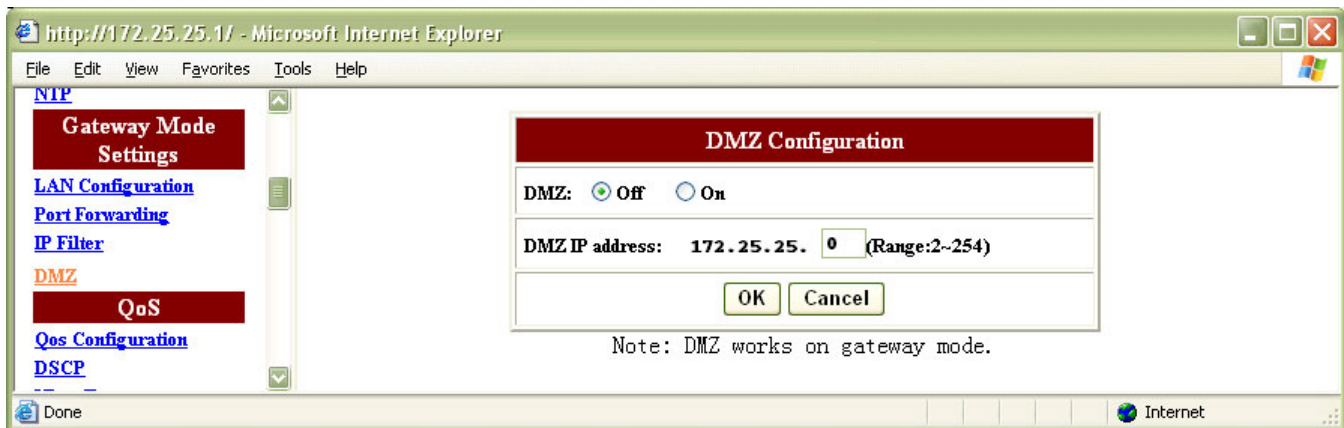 http://172.25.25.1/ - Microsoft Internet Explorer
File Edit View Favorites Tools Help
NTP
Gateway Mode
Settings
LAN Configuration
Port Forwarding
IP Filter
DMZ
QoS
Qos Configuration
DSCP
DMZ Configuration
DMZ: Off On
DMZ IP address: 172.25.25. 0 (Range:2~254)
OK Cancel
Note: DMZ works on gateway mode.
Done Internet